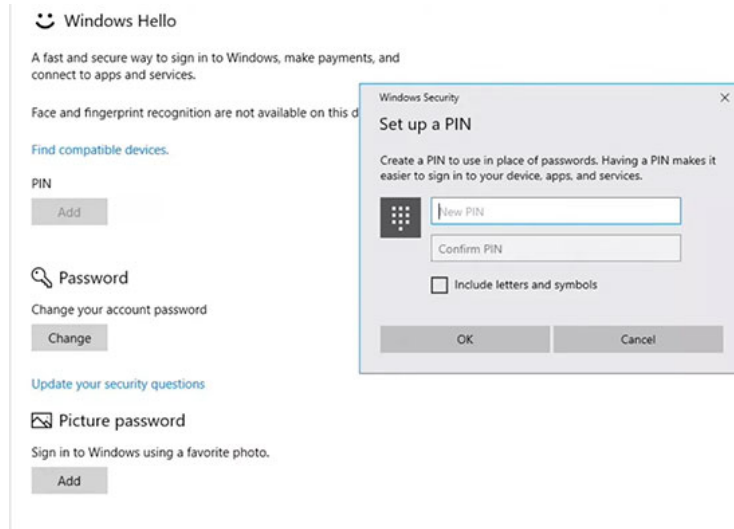 Windows Hello
A fast and secure way to sign in to Windows, make payments, and
connect to apps and services.
Face and fingerprint recognition are not available on this d
Find compatible devices.
PIN
Add
Password
Change your account password
Change
Update your security questions
Picture password
Sign in to Windows using a favorite photo.
Add
Windows Security
Set up a PIN
Create a PIN to use in place of passwords. Having a PIN makes it
easier to sign in to your device, apps, and services.
New PIN
Confirm PIN
Include letters and symbols
OK
Cancel